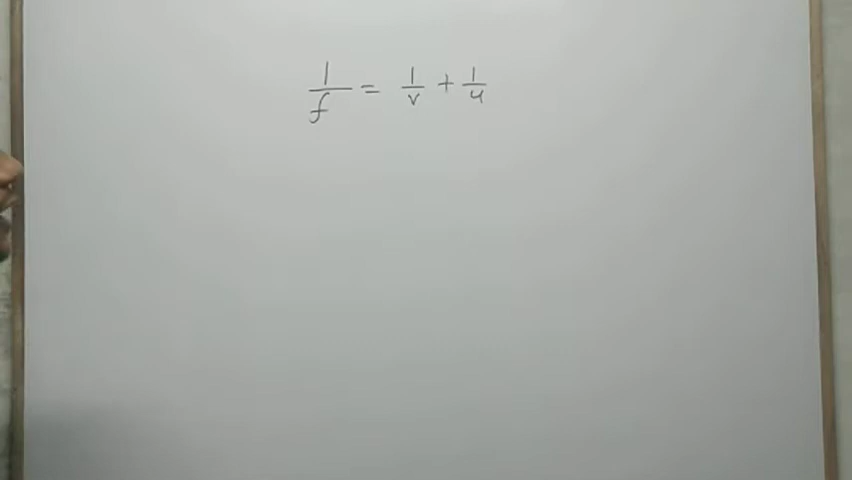 1/f = 1/v + 1/u